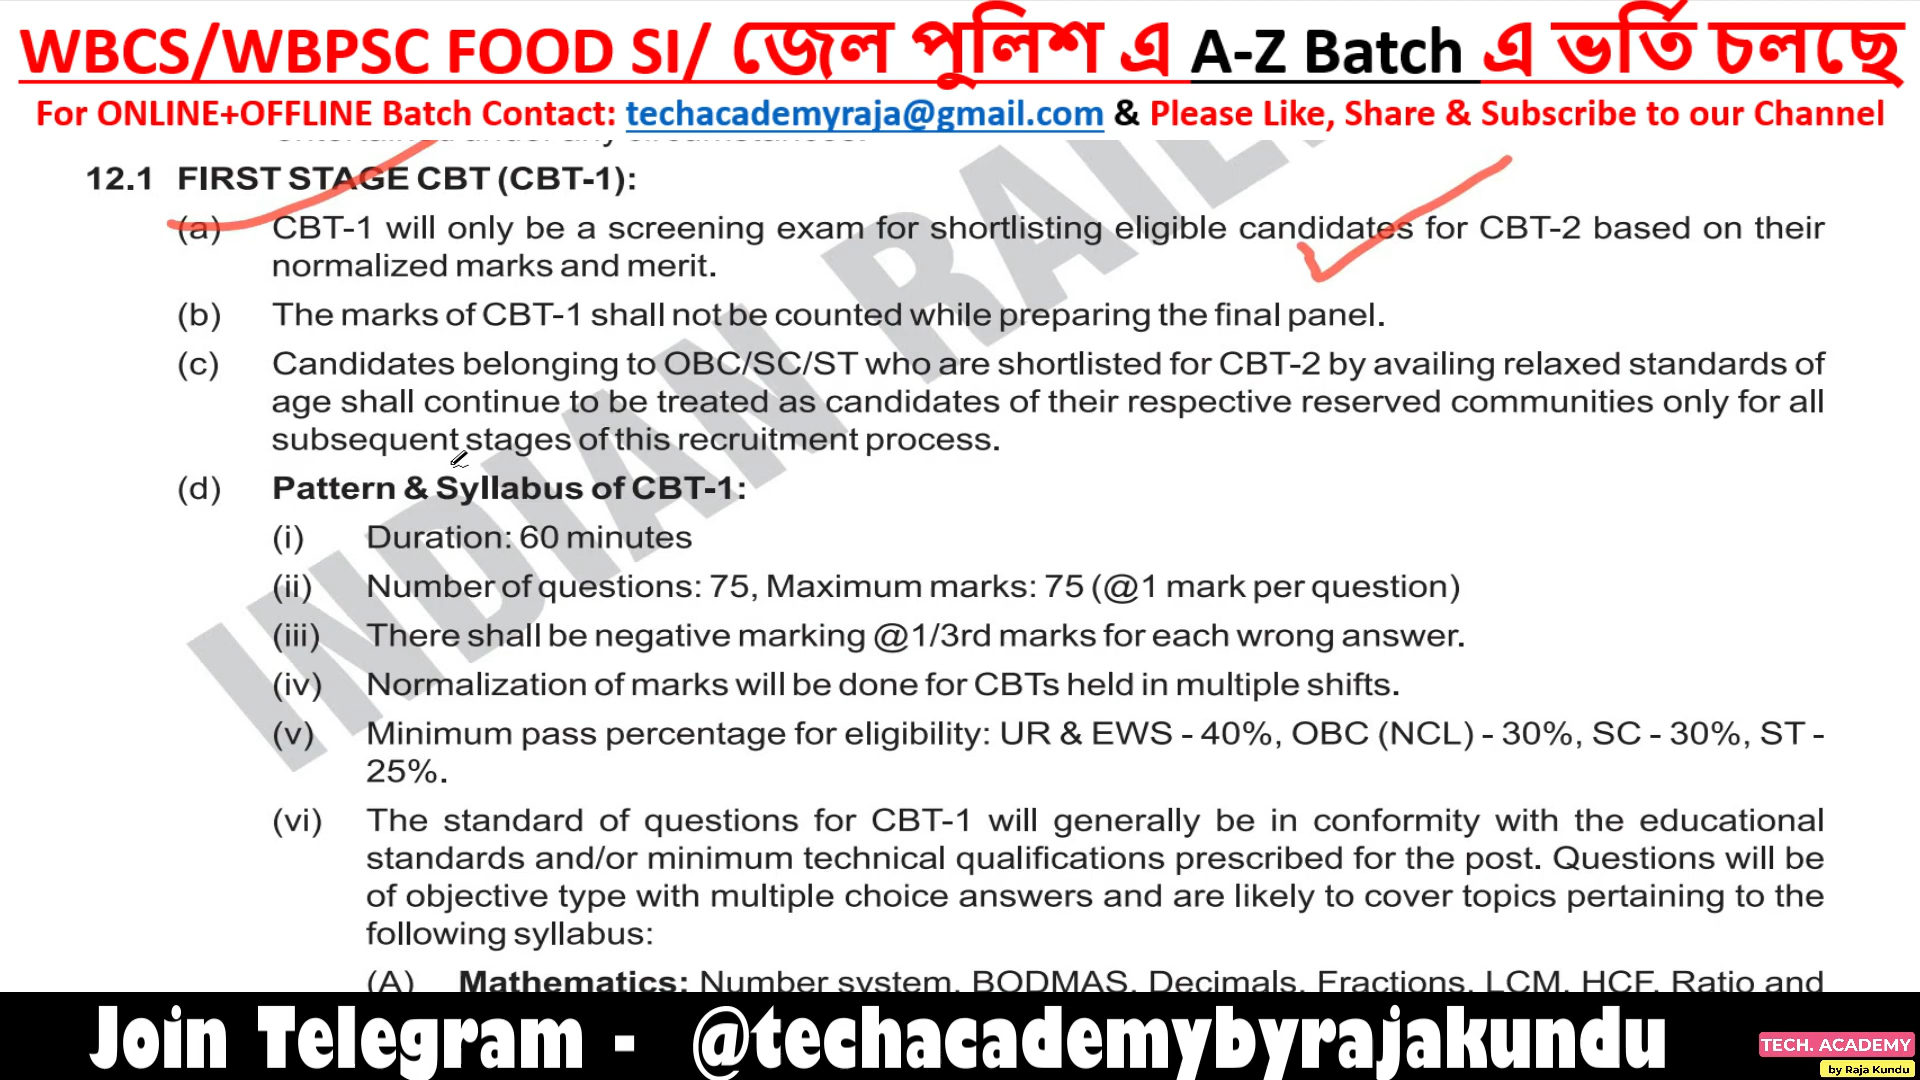 WBCS/WBPSC FOOD SI/ জেল পুলিশ এ A-Z Batch এ ভর্তি চলছে
For ONLINE+OFFLINE Batch Contact: techacademyraja@gmail.com & Please Like, Share & Subscribe to our Channel
entertained under any circumstances.
12.1 FIRST STAGE CBT (CBT-1):
(a) CBT-1 will only be a screening exam for shortlisting eligible candidates for CBT-2 based on their
normalized marks and merit.
(b) The marks of CBT-1 shall not be counted while preparing the final panel.
(c) Candidates belonging to OBC/SC/ST who are shortlisted for CBT-2 by availing relaxed standards of
age shall continue to be treated as candidates of their respective reserved communities only for all
subsequent stages of this recruitment process.
(d) Pattern & Syllabus of CBT-1:
(i) Duration: 60 minutes
(ii) Number of questions: 75, Maximum marks: 75 (@1 mark per question)
(iii) There shall be negative marking @1/3rd marks for each wrong answer.
(iv) Normalization of marks will be done for CBTs held in multiple shifts.
(v) Minimum pass percentage for eligibility: UR & EWS - 40%, OBC (NCL) - 30%, SC - 30%, ST -
25%.
(vi) The standard of questions for CBT-1 will generally be in conformity with the educational
standards and/or minimum technical qualifications prescribed for the post. Questions will be
of objective type with multiple choice answers and are likely to cover topics pertaining to the
following syllabus:
(A) Mathematics: Number system, BODMAS, Decimals, Fractions, LCM, HCF, Ratio and
INDIAN RAIL
Join Telegram - @techacademybyrajakundu
TECH. ACADEMY
by Raja Kundu